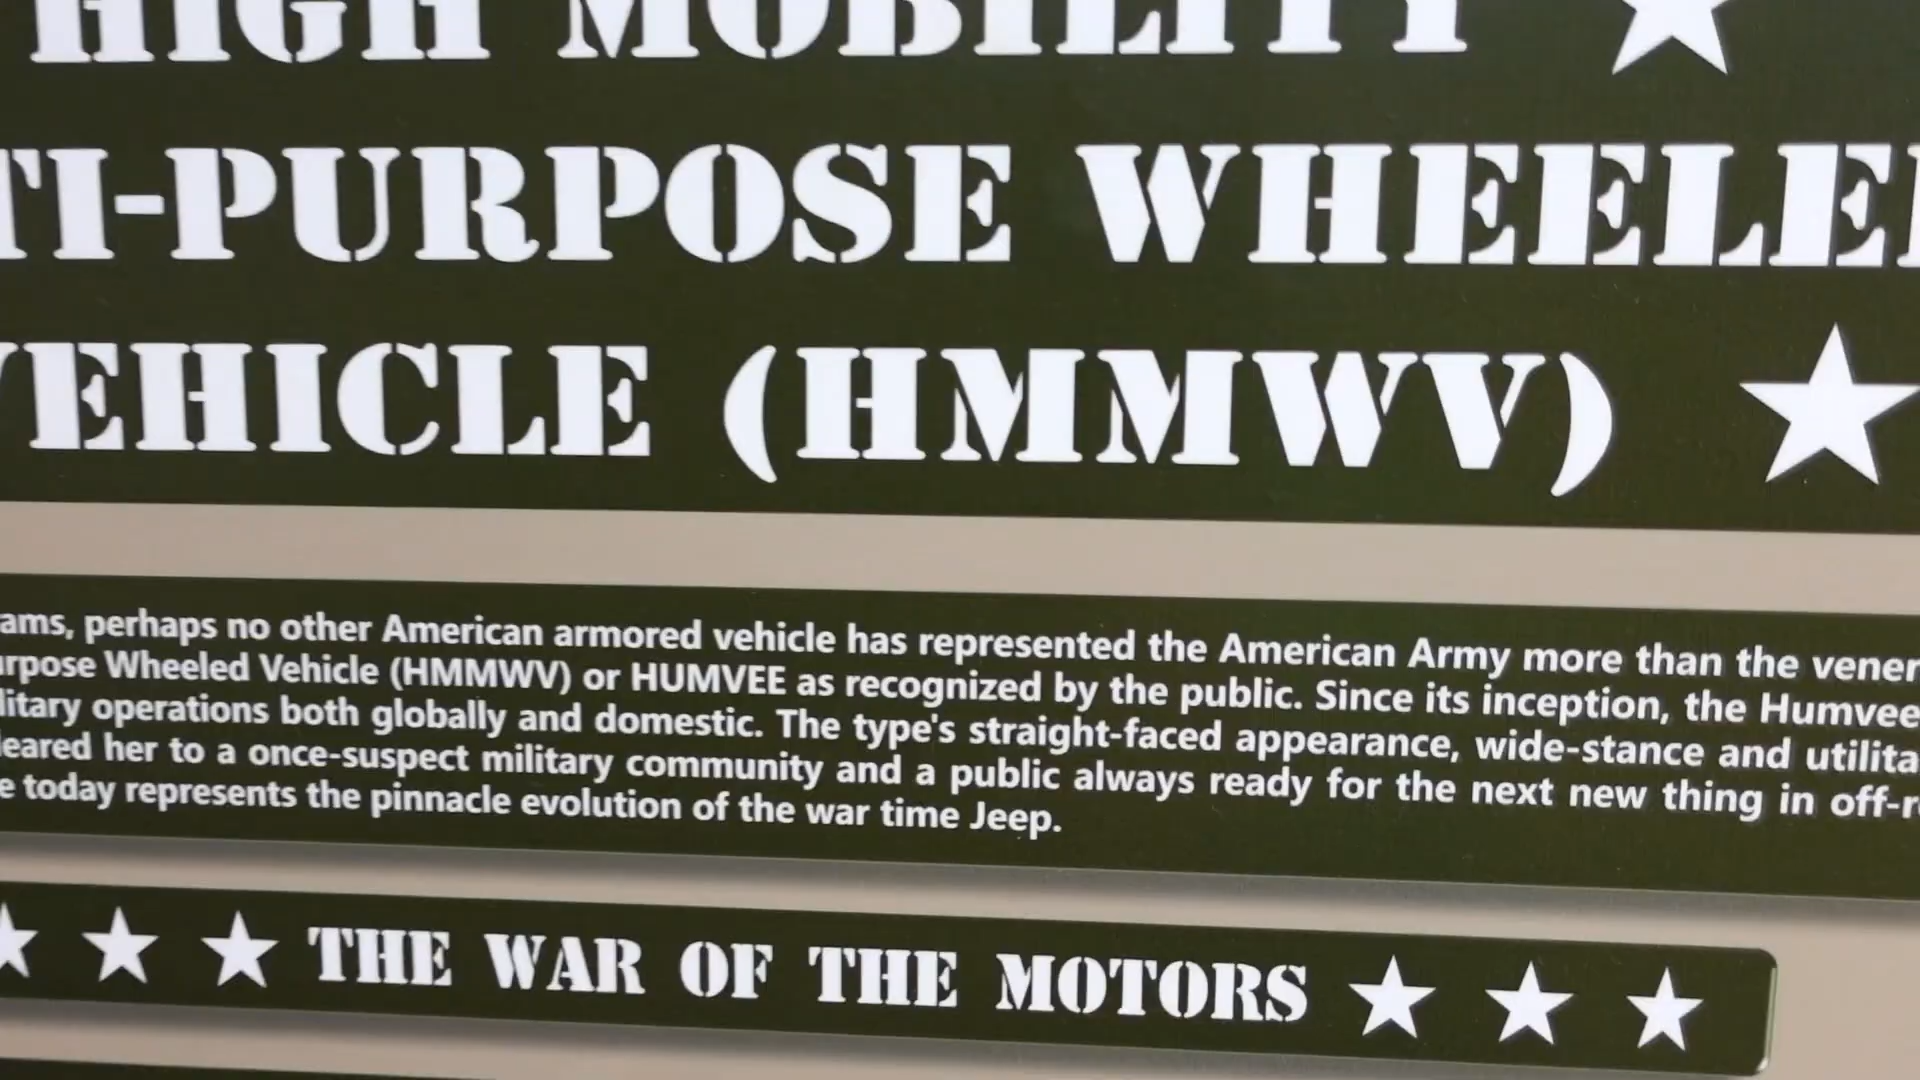 HIGH MOBILITY
TI-PURPOSE WHEELE
VEHICLE (HMMWV)
ams, perhaps no other American armored vehicle has represented the American Army more than the vener
urpose Wheeled Vehicle (HMMWV) or HUMVEE as recognized by the public. Since its inception, the Humvee
litary operations both globally and domestic. The type's straight-faced appearance, wide-stance and utilita
eared her to a once-suspect military community and a public always ready for the next new thing in off-r
e today represents the pinnacle evolution of the war time Jeep.
THE WAR OF THE MOTORS